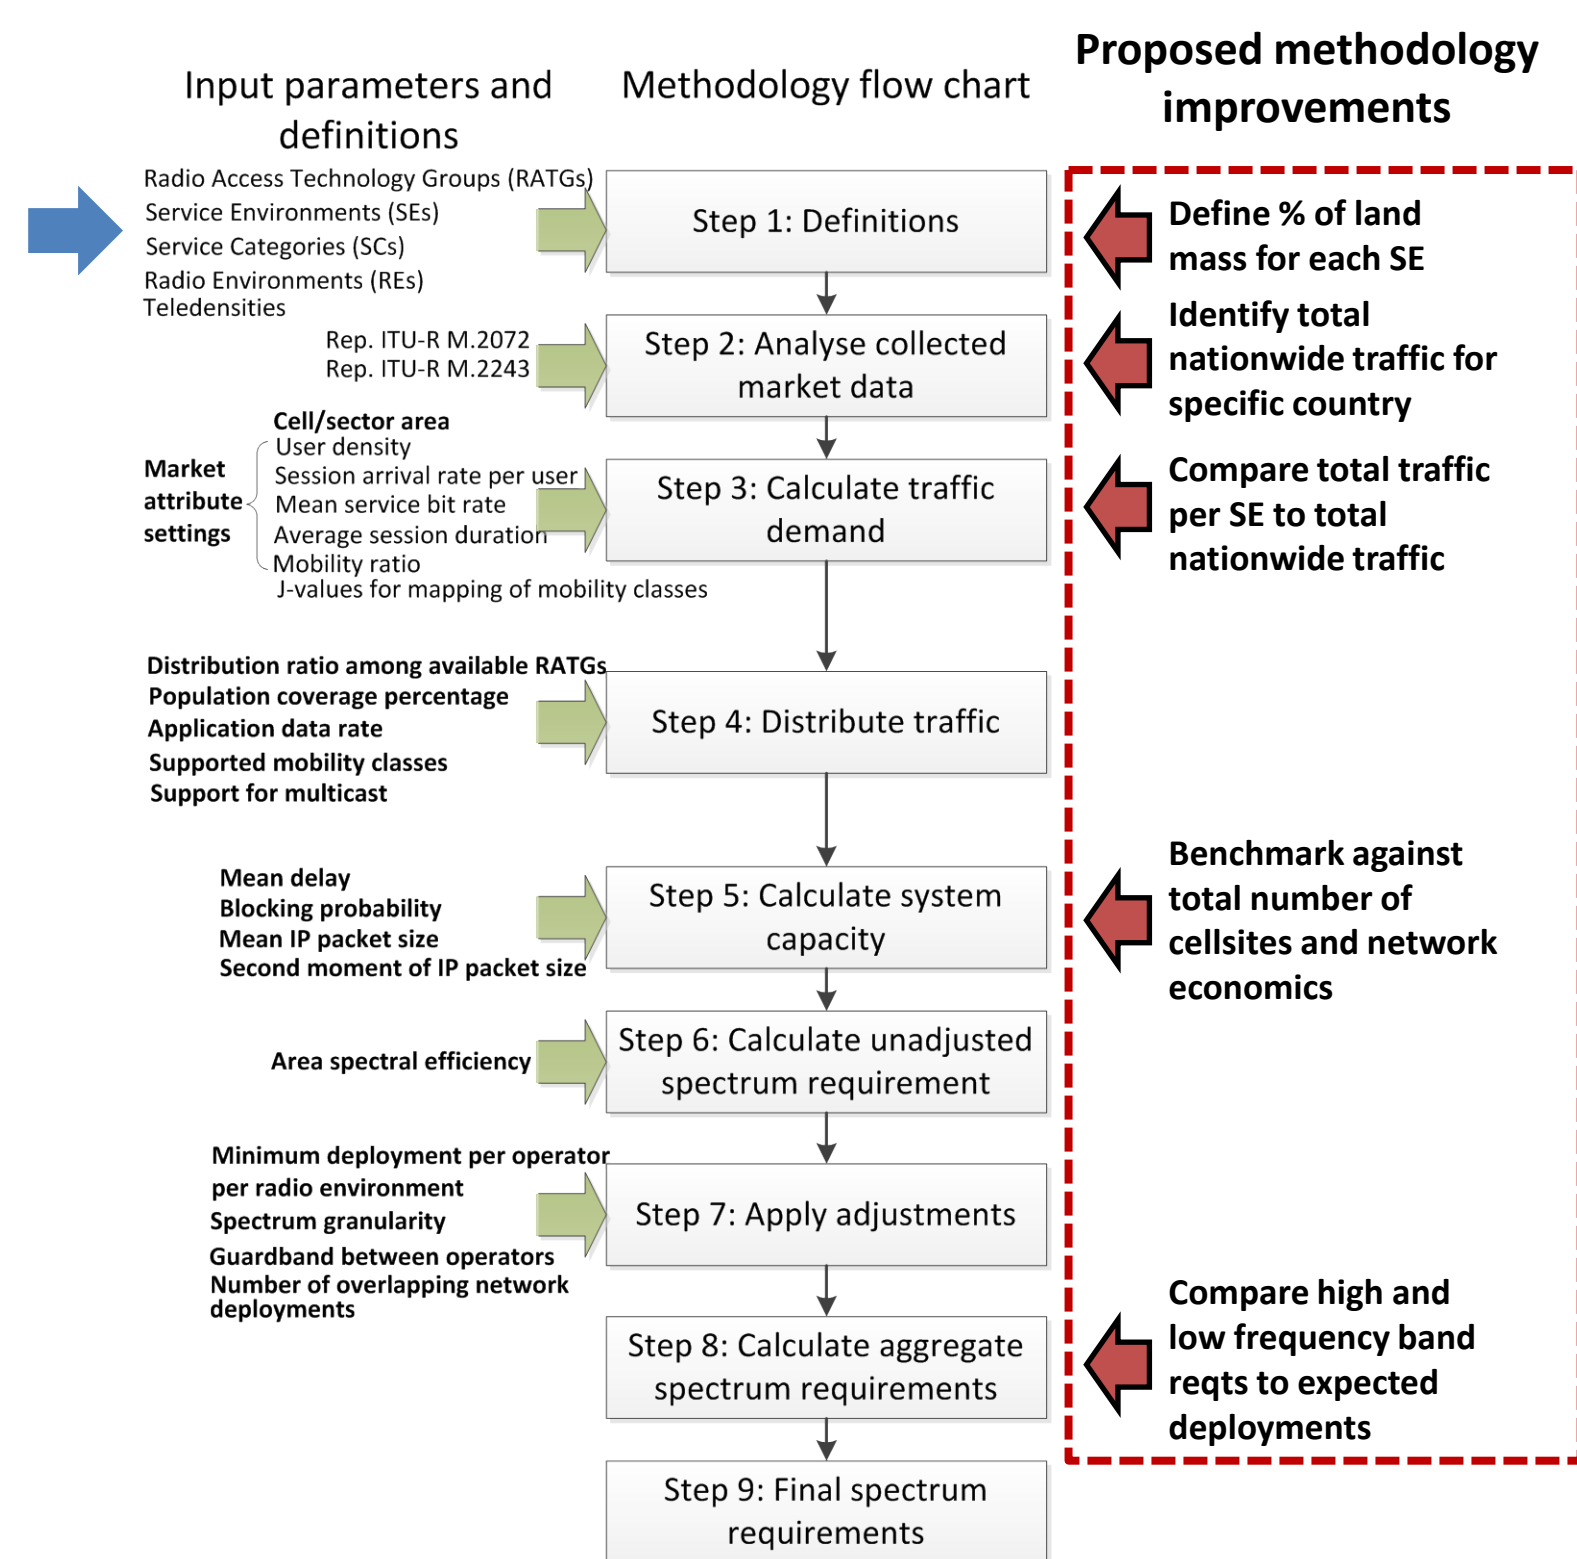 Input parameters and
definitions
Methodology flow chart
Proposed methodology
improvements
Radio Access Technology Groups (RATGs)
Service Environments (SEs)
Service Categories (SCs)
Radio Environments (REs)
Teledensities
Step 1: Definitions
Define % of land
mass for each SE
Rep. ITU-R M.2072
Rep. ITU-R M.2243
Step 2: Analyse collected
market data
Identify total
nationwide traffic for
specific country
Market
attribute
settings
Cell/sector area
User density
Session arrival rate per user
Mean service bit rate
Average session duration
Mobility ratio
J-values for mapping of mobility classes
Step 3: Calculate traffic
demand
Compare total traffic
per SE to total
nationwide traffic
Distribution ratio among available RATGs
Population coverage percentage
Application data rate
Supported mobility classes
Support for multicast
Step 4: Distribute traffic
Mean delay
Blocking probability
Mean IP packet size
Second moment of IP packet size
Step 5: Calculate system
capacity
Benchmark against
total number of
cellsites and network
economics
Area spectral efficiency
Step 6: Calculate unadjusted
spectrum requirement
Minimum deployment per operator
per radio environment
Spectrum granularity
Guardband between operators
Number of overlapping network
deployments
Step 7: Apply adjustments
Step 8: Calculate aggregate
spectrum requirements
Compare high and
low frequency band
reqts to expected
deployments
Step 9: Final spectrum
requirements